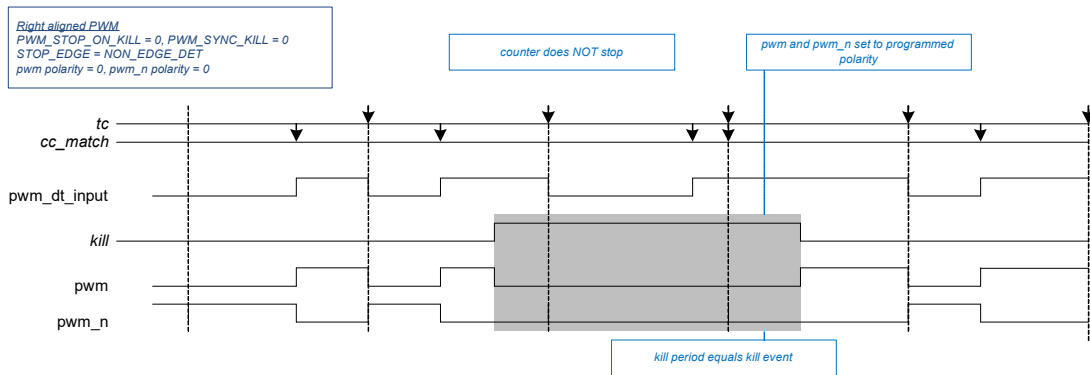 Right aligned PWM
PWM_STOP_ON_KILL = 0, PWM_SYNC_KILL = 0
STOP_EDGE = NON_EDGE_DET
pwm polarity = 0, pwm_n polarity = 0
counter does NOT stop
pwm and pwm_n set to programmed
polarity
tc
cc_match
pwm_dt_input
kill
pwm
pwm_n
kill period equals kill event